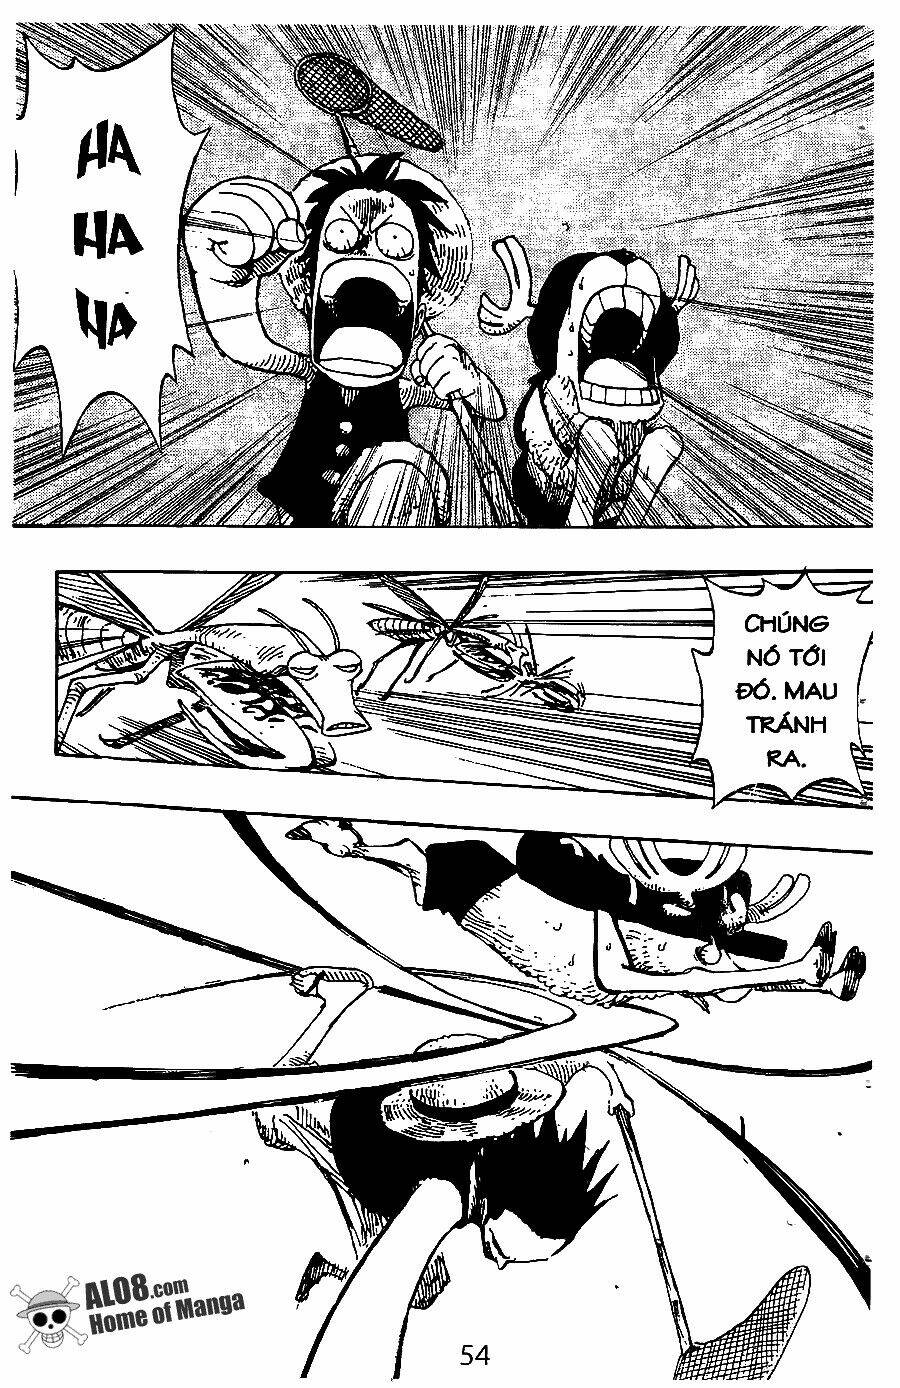 HA
HA
HA
CHÚNG
NÓ TỚI
ĐÓ. MAU
TRÁNH
RA.
ALO8.com
Home of Manga
54